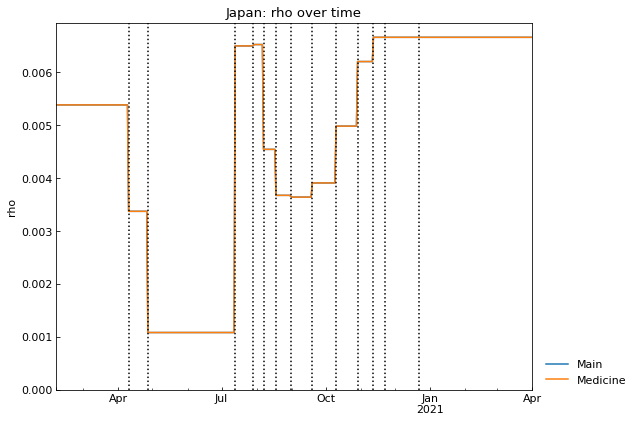 Japan: rho over time
0.006
0.005
0.004
0.003
0.002
0.001
0.000
rho
Apr
Jul
Oct
Jan
2021
Apr
Main
Medicine